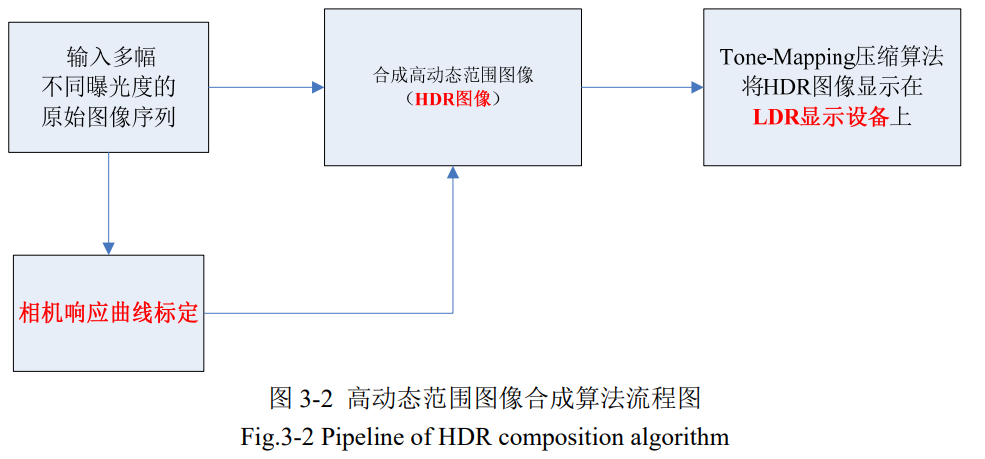 输入多幅
不同曝光度的
原始图像序列
合成高动态范围图像
（HDR图像）
Tone-Mapping压缩算法
将HDR图像显示在
LDR显示设备上
相机响应曲线标定
图 3-2 高动态范围图像合成算法流程图
Fig.3-2 Pipeline of HDR composition algorithm